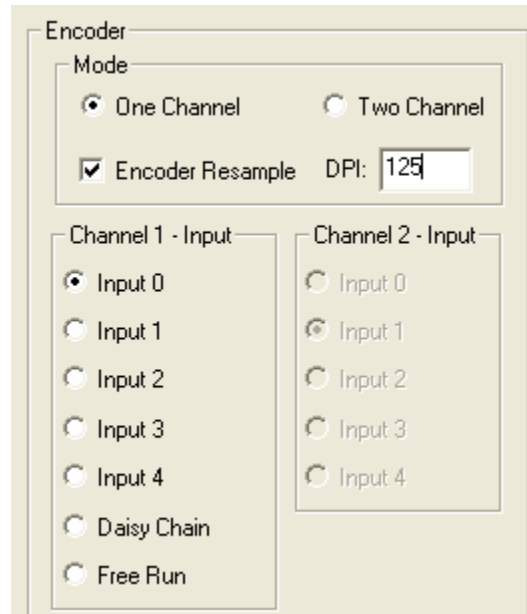 Encoder
Mode
One Channel
Two Channel
Encoder Resample
DPI: 125
Channel 1 - Input
Input 0
Input 1
Input 2
Input 3
Input 4
Daisy Chain
Free Run
Channel 2 - Input
Input 0
Input 1
Input 2
Input 3
Input 4